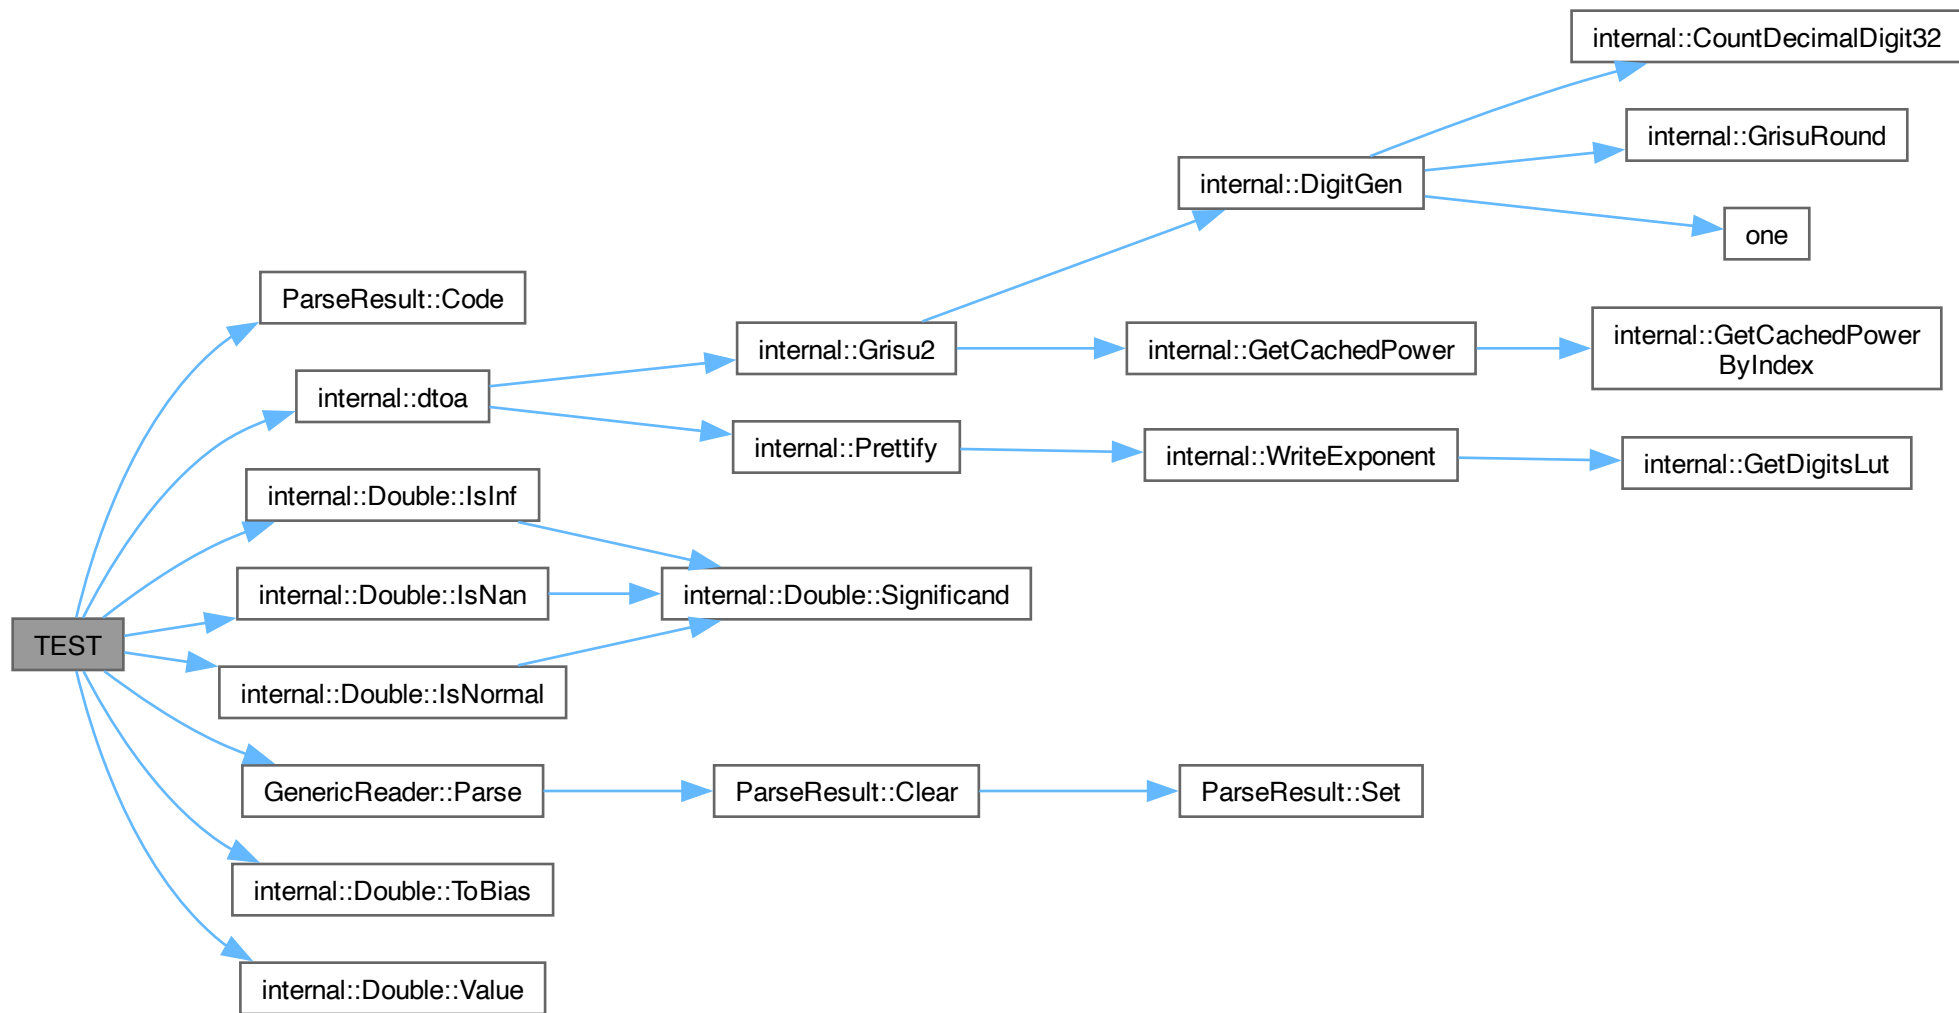 internal::CountDecimalDigit32
internal::GrisuRound
internal::DigitGen
one
ParseResult::Code
internal::Grisu2
internal::GetCachedPower
internal::GetCachedPower
ByIndex
internal::dtoa
internal::Prettify
internal::WriteExponent
internal::GetDigitsLut
internal::Double::IsInf
internal::Double::IsNan
internal::Double::Significand
TEST
internal::Double::IsNormal
GenericReader::Parse
ParseResult::Clear
ParseResult::Set
internal::Double::ToBias
internal::Double::Value